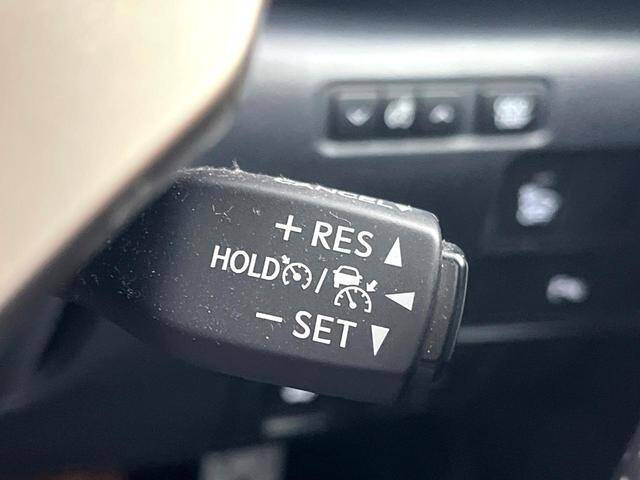 + RES
HOLD /
− SET